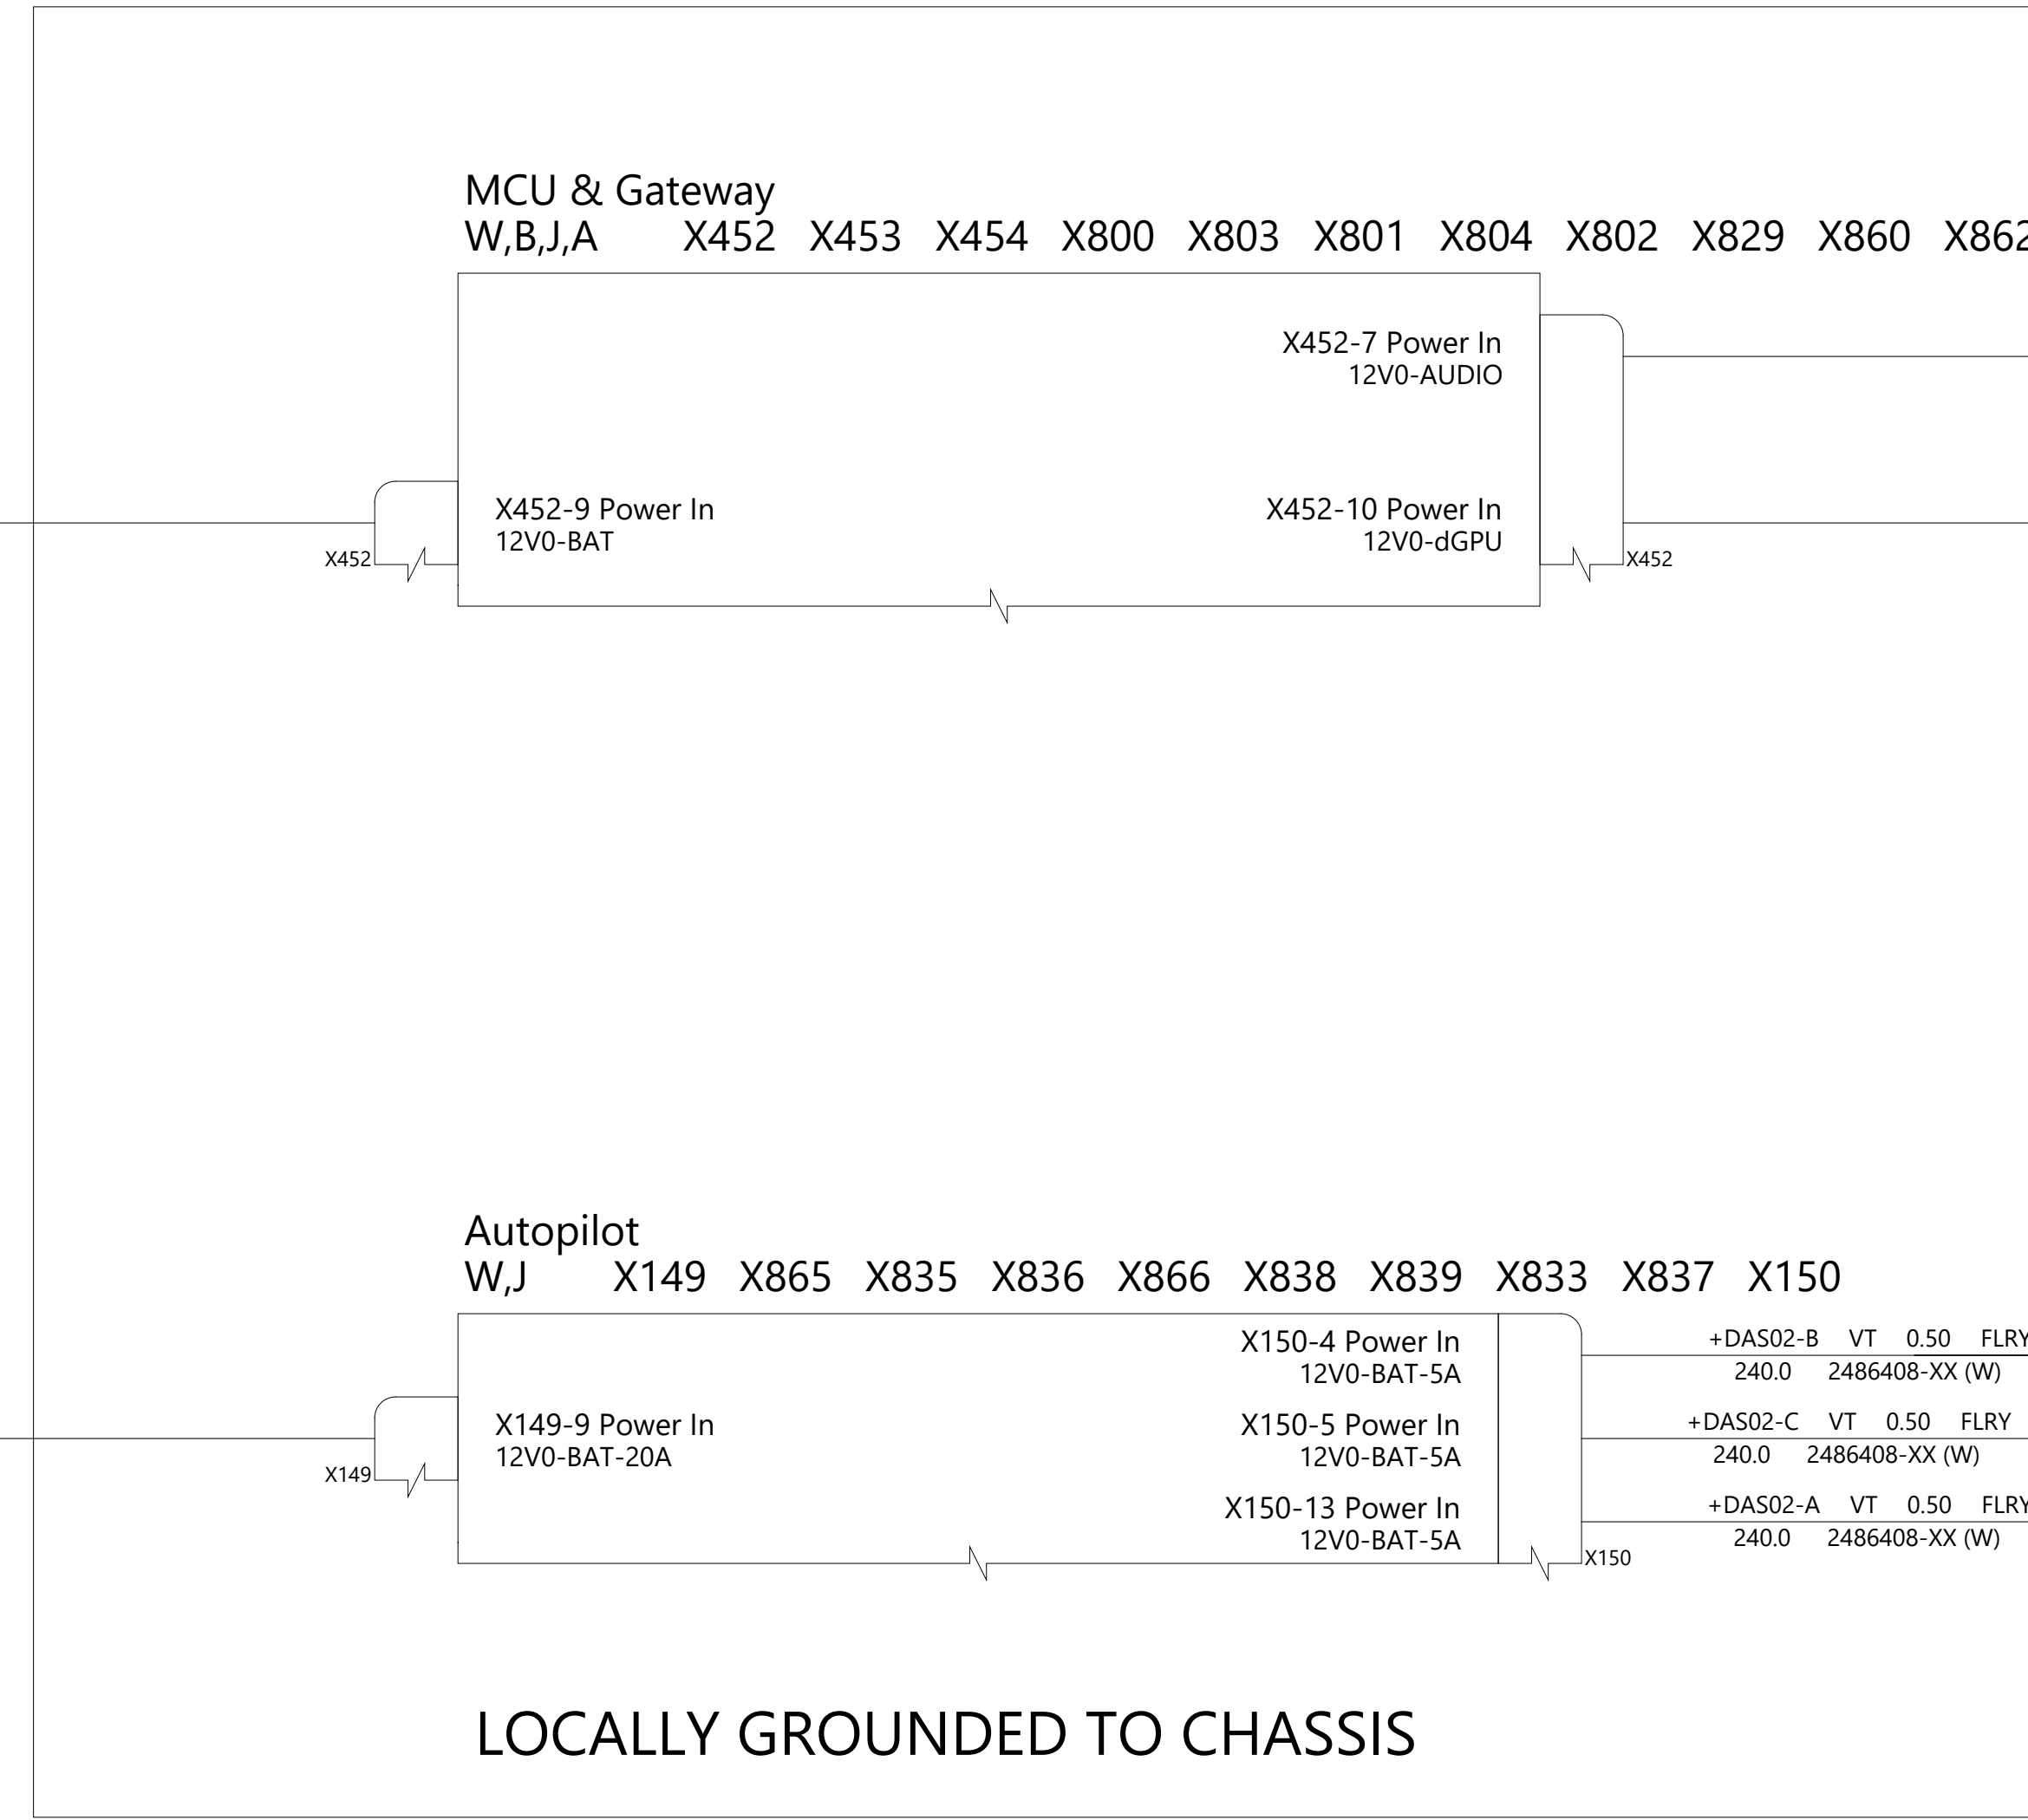 MCU & Gateway
W,B,J,A X452 X453 X454 X800 X803 X801 X804 X802 X829 X860 X862
X452-7 Power In
12V0-AUDIO
X452-9 Power In
12V0-BAT
X452-10 Power In
12V0-dGPU
X452
X452
Autopilot
W,J X149 X865 X835 X836 X866 X838 X839 X833 X837 X150
X150-4 Power In
12V0-BAT-5A
+DAS02-B VT 0.50 FLRY
240.0 2486408-XX (W)
X149-9 Power In
12V0-BAT-20A
X150-5 Power In
12V0-BAT-5A
+DAS02-C VT 0.50 FLRY
240.0 2486408-XX (W)
X149
X150-13 Power In
12V0-BAT-5A
+DAS02-A VT 0.50 FLRY
240.0 2486408-XX (W)
X150
LOCALLY GROUNDED TO CHASSIS